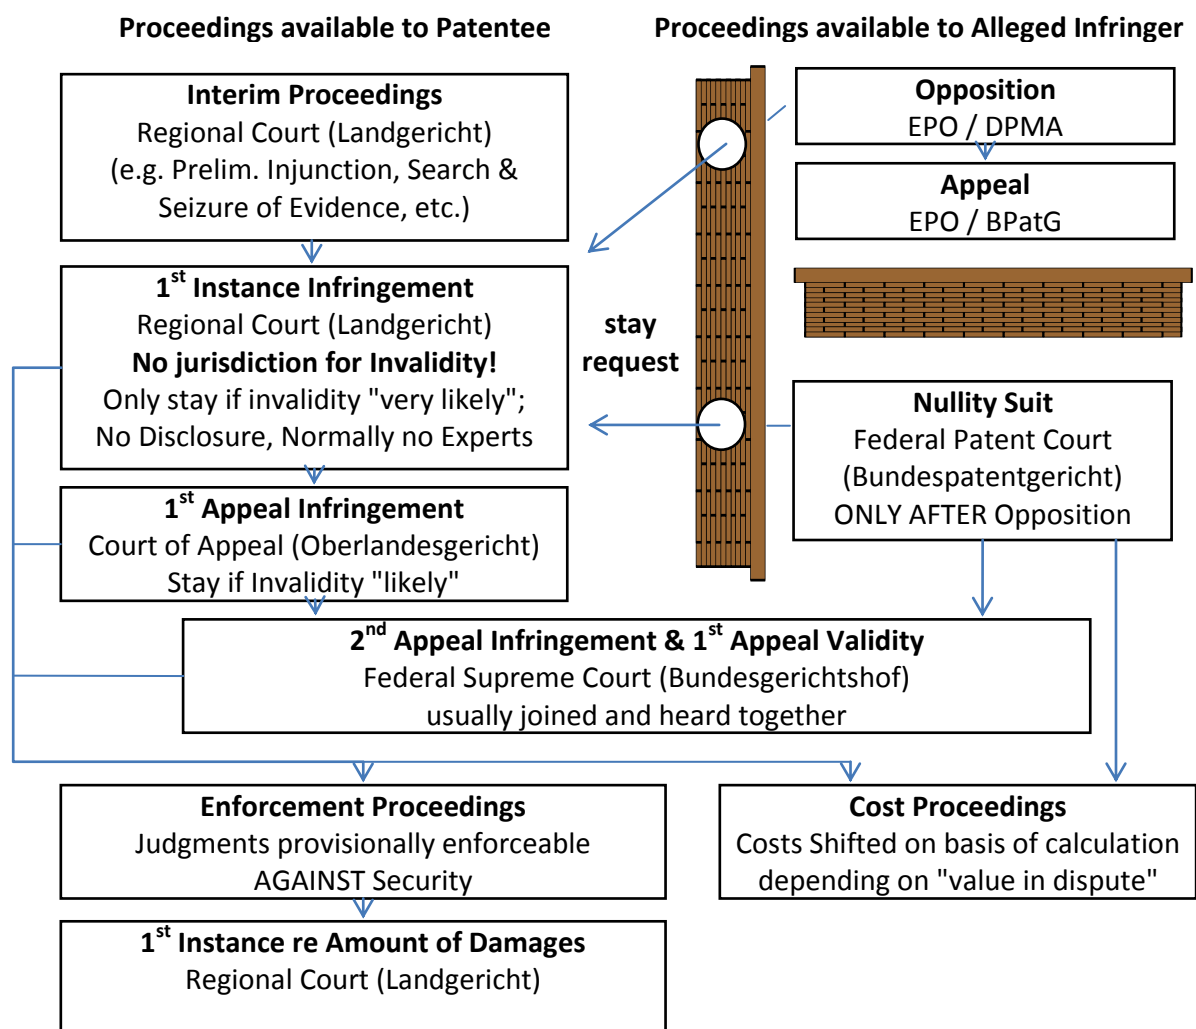 Proceedings available to Patentee
Proceedings available to Alleged Infringer
Interim Proceedings
Regional Court (Landgericht)
(e.g. Prelim. Injunction, Search &
Seizure of Evidence, etc.)
Opposition
EPO / DPMA
Appeal
EPO / BPatG
1st Instance Infringement
Regional Court (Landgericht)
No jurisdiction for Invalidity!
Only stay if invalidity "very likely";
No Disclosure, Normally no Experts
stay
request
Nullity Suit
Federal Patent Court
(Bundespatentgericht)
ONLY AFTER Opposition
1st Appeal Infringement
Court of Appeal (Oberlandesgericht)
Stay if Invalidity "likely"
2nd Appeal Infringement & 1st Appeal Validity
Federal Supreme Court (Bundesgerichtshof)
usually joined and heard together
Enforcement Proceedings
Judgments provisionally enforceable
AGAINST Security
Cost Proceedings
Costs Shifted on basis of calculation
depending on "value in dispute"
1st Instance re Amount of Damages
Regional Court (Landgericht)